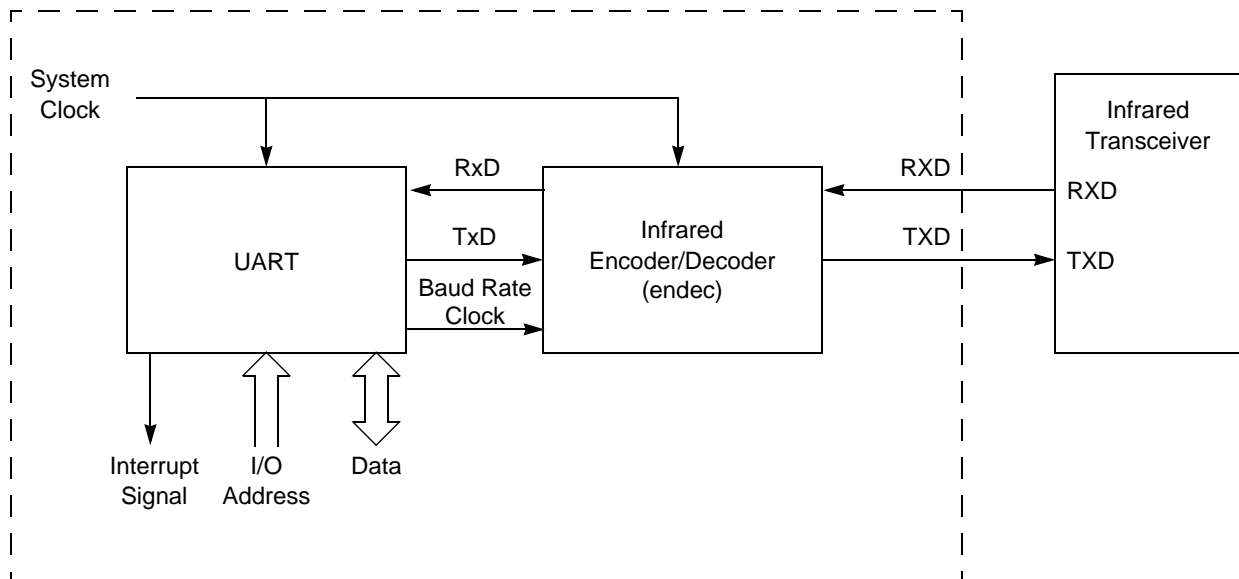 System
Clock
Infrared
Transceiver
RxD
RXD
RXD
TxD
TXD
TXD
UART
Infrared
Encoder/Decoder
(endec)
Baud Rate
Clock
Interrupt
Signal
I/O
Address
Data